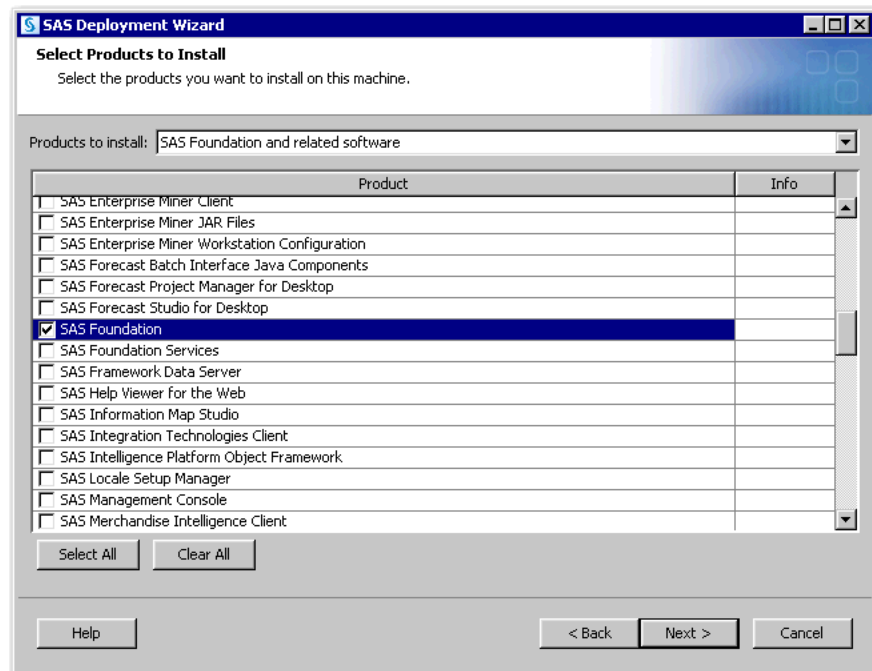 SAS Deployment Wizard
Select Products to Install
Select the products you want to install on this machine.
Products to install: SAS Foundation and related software
Product Info
SAS Enterprise Miner Client
SAS Enterprise Miner JAR Files
SAS Enterprise Miner Workstation Configuration
SAS Forecast Batch Interface Java Components
SAS Forecast Project Manager for Desktop
SAS Forecast Studio for Desktop
SAS Foundation
SAS Foundation Services
SAS Framework Data Server
SAS Help Viewer for the Web
SAS Information Map Studio
SAS Integration Technologies Client
SAS Intelligence Platform Object Framework
SAS Locale Setup Manager
SAS Management Console
SAS Merchandise Intelligence Client
Select All Clear All
Help < Back Next > Cancel